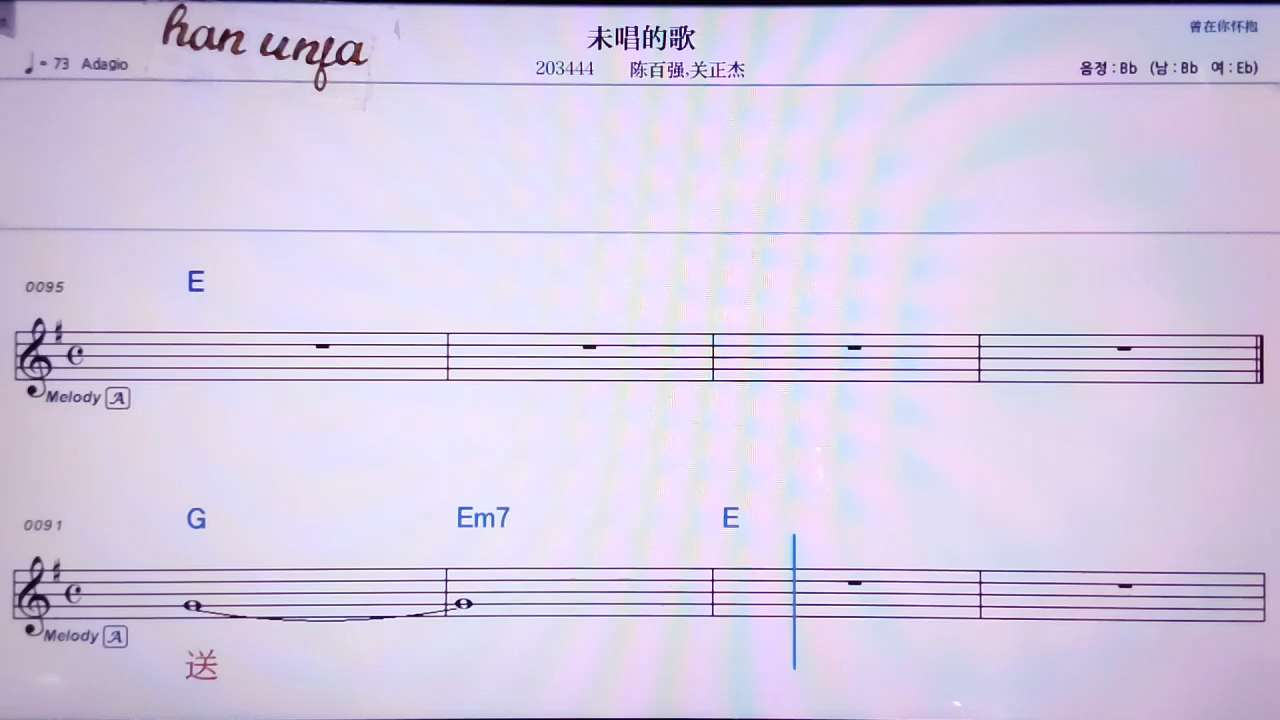 han unfa
未唱的歌
曾在你怀抱
♩= 73 Adagio
203444 陈百强,关正杰
음정 : Bb (남 : Bb 여 : Eb)
0095
E
Melody A
0091
G Em7 E
Melody A
送